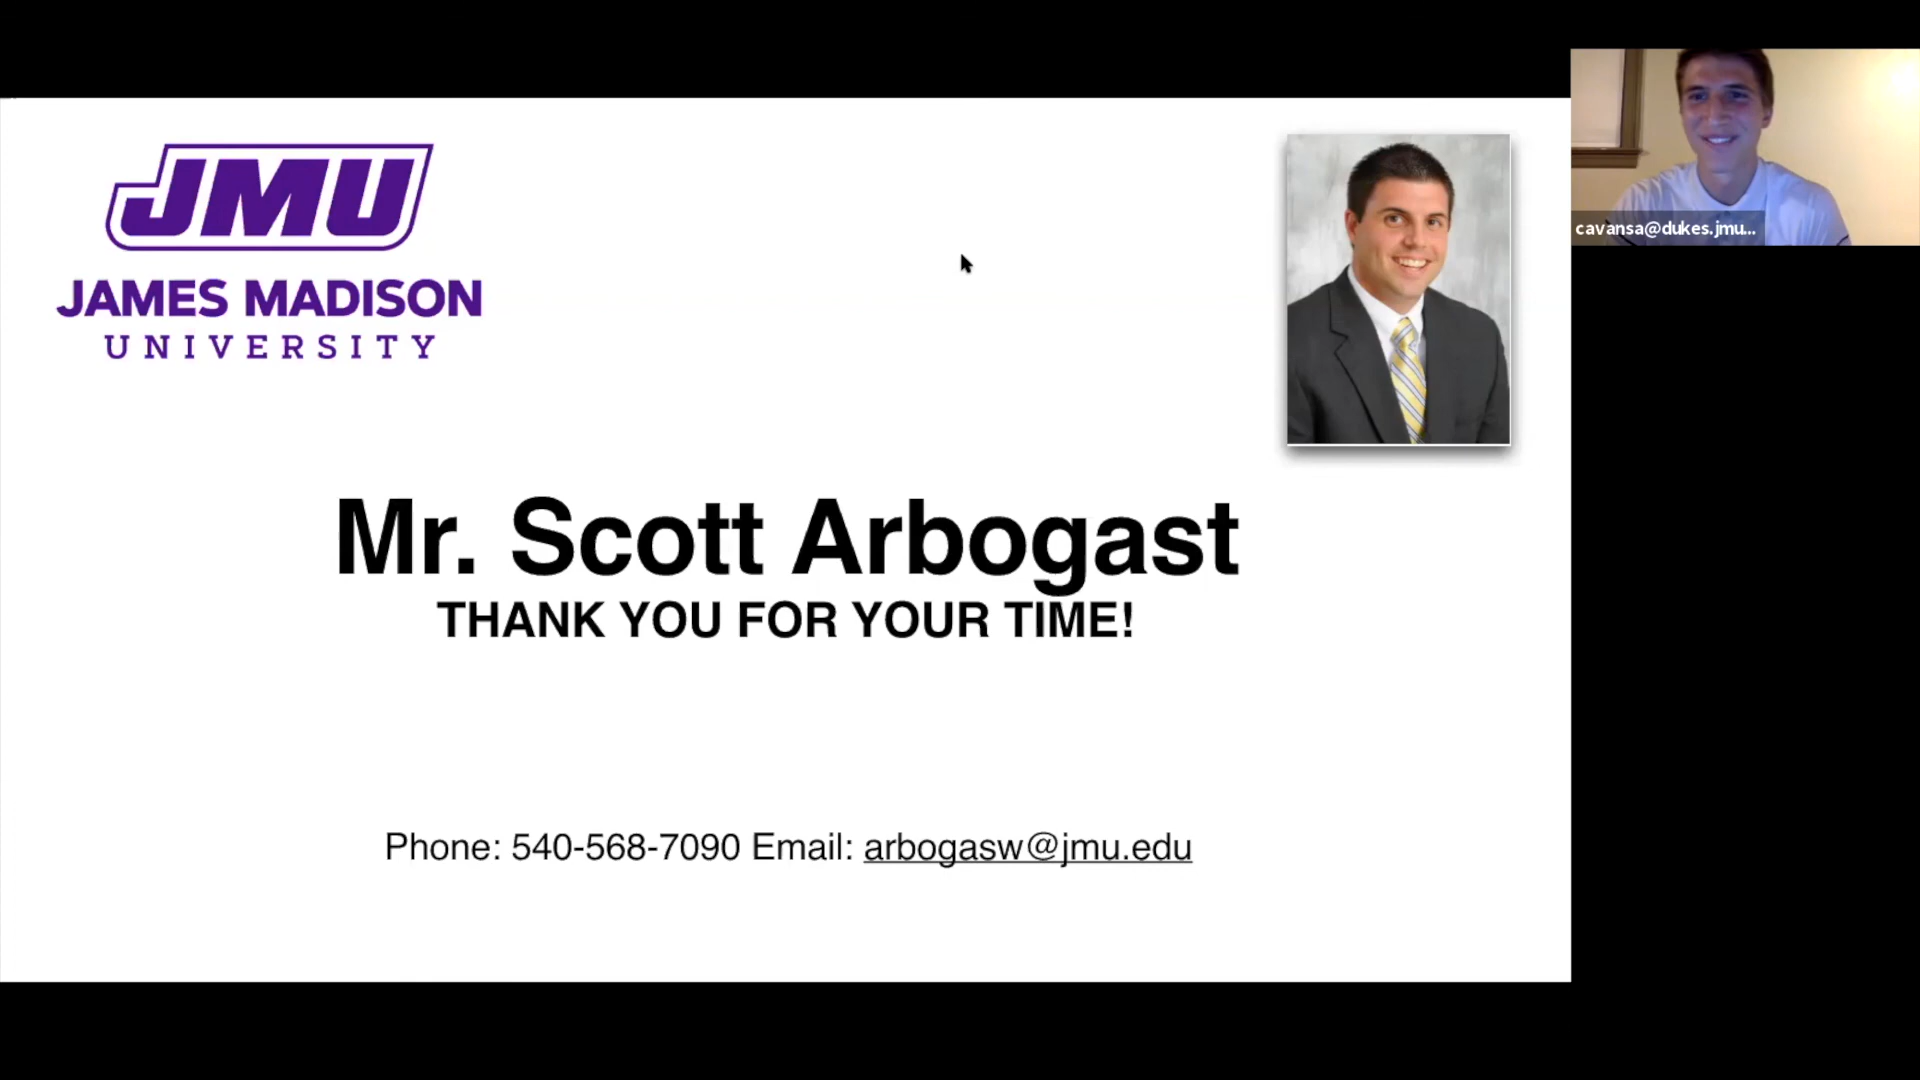 JMU
JAMES MADISON
UNIVERSITY
cavansa@dukes.jmu...
Mr. Scott Arbogast
THANK YOU FOR YOUR TIME!
Phone: 540-568-7090 Email: arbogasw@jmu.edu